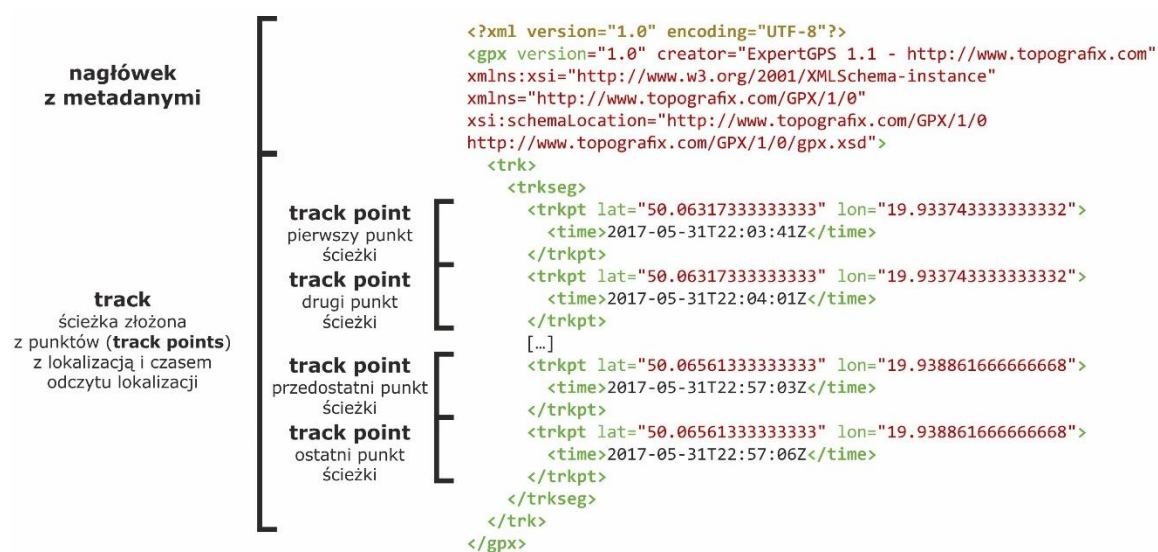 nagłówek
z metadanymi
<?xml version="1.0" encoding="UTF-8"?>
<gpx version="1.0" creator="ExpertGPS 1.1 - http://www.topografix.com"
xmlns:xsi="http://www.w3.org/2001/XMLSchema-instance"
xmlns="http://www.topografix.com/GPX/1/0"
xsi:schemaLocation="http://www.topografix.com/GPX/1/0
http://www.topografix.com/GPX/1/0/gpx.xsd">
track
ścieżka złożona
z punktów (track points)
z lokalizacją i czasem
odczytu lokalizacji
<trk>
<trkseg>
track point
pierwszy punkt
ścieżki
<trkpt lat="50.06317333333333" lon="19.933743333333332">
<time>2017-05-31T22:03:41Z</time>
</trkpt>
track point
drugi punkt
ścieżki
<trkpt lat="50.06317333333333" lon="19.933743333333332">
<time>2017-05-31T22:04:01Z</time>
</trkpt>
[…]
track point
przedostatni punkt
ścieżki
<trkpt lat="50.06561333333333" lon="19.938861666666668">
<time>2017-05-31T22:57:03Z</time>
</trkpt>
track point
ostatni punkt
ścieżki
<trkpt lat="50.06561333333333" lon="19.938861666666668">
<time>2017-05-31T22:57:06Z</time>
</trkpt>
</trkseg>
</trk>
</gpx>